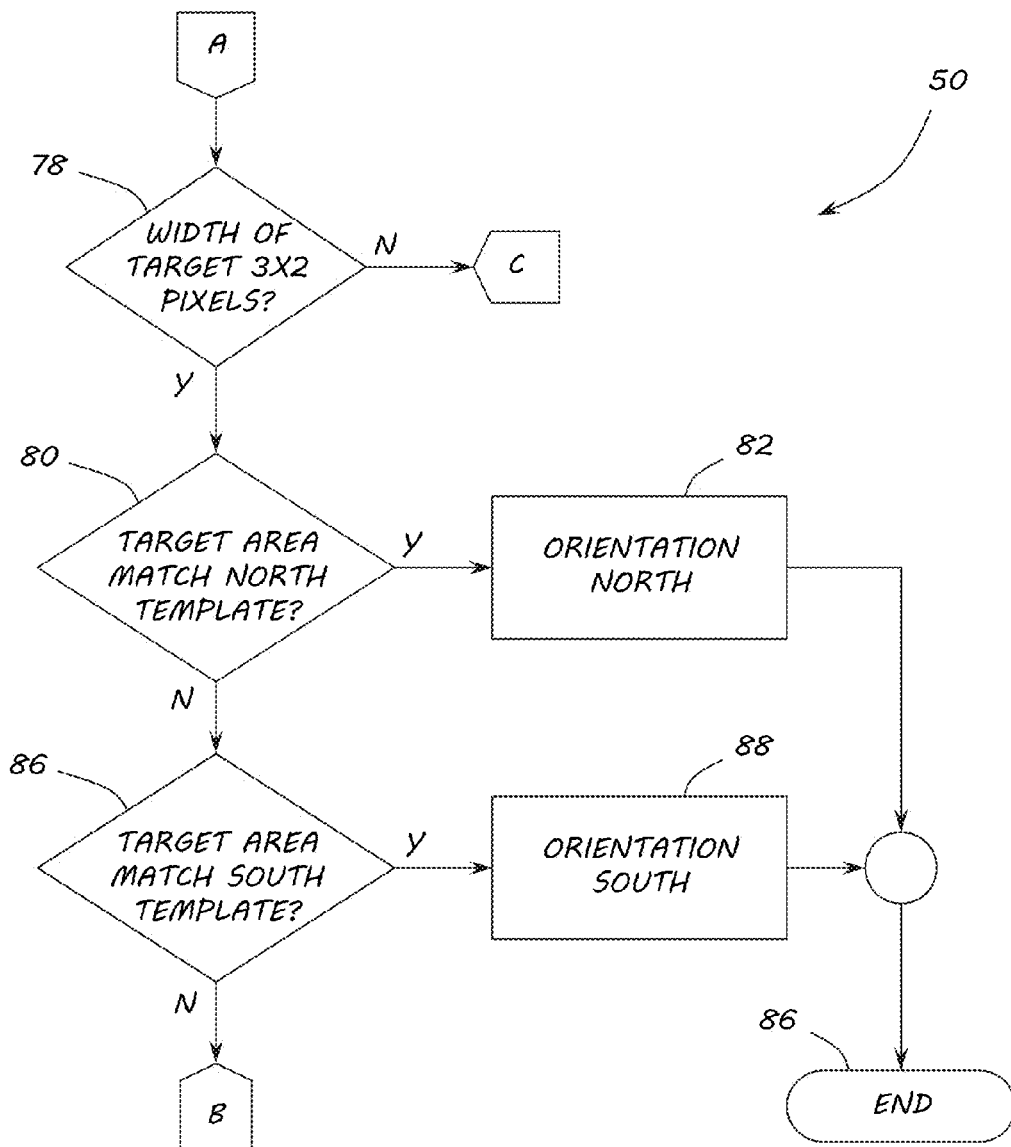 A
50
78
WIDTH OF
TARGET 3X2
PIXELS?
N
C
Y
80
TARGET AREA
MATCH NORTH
TEMPLATE?
Y
82
ORIENTATION
NORTH
N
86
TARGET AREA
MATCH SOUTH
TEMPLATE?
Y
88
ORIENTATION
SOUTH
N
B
86
END